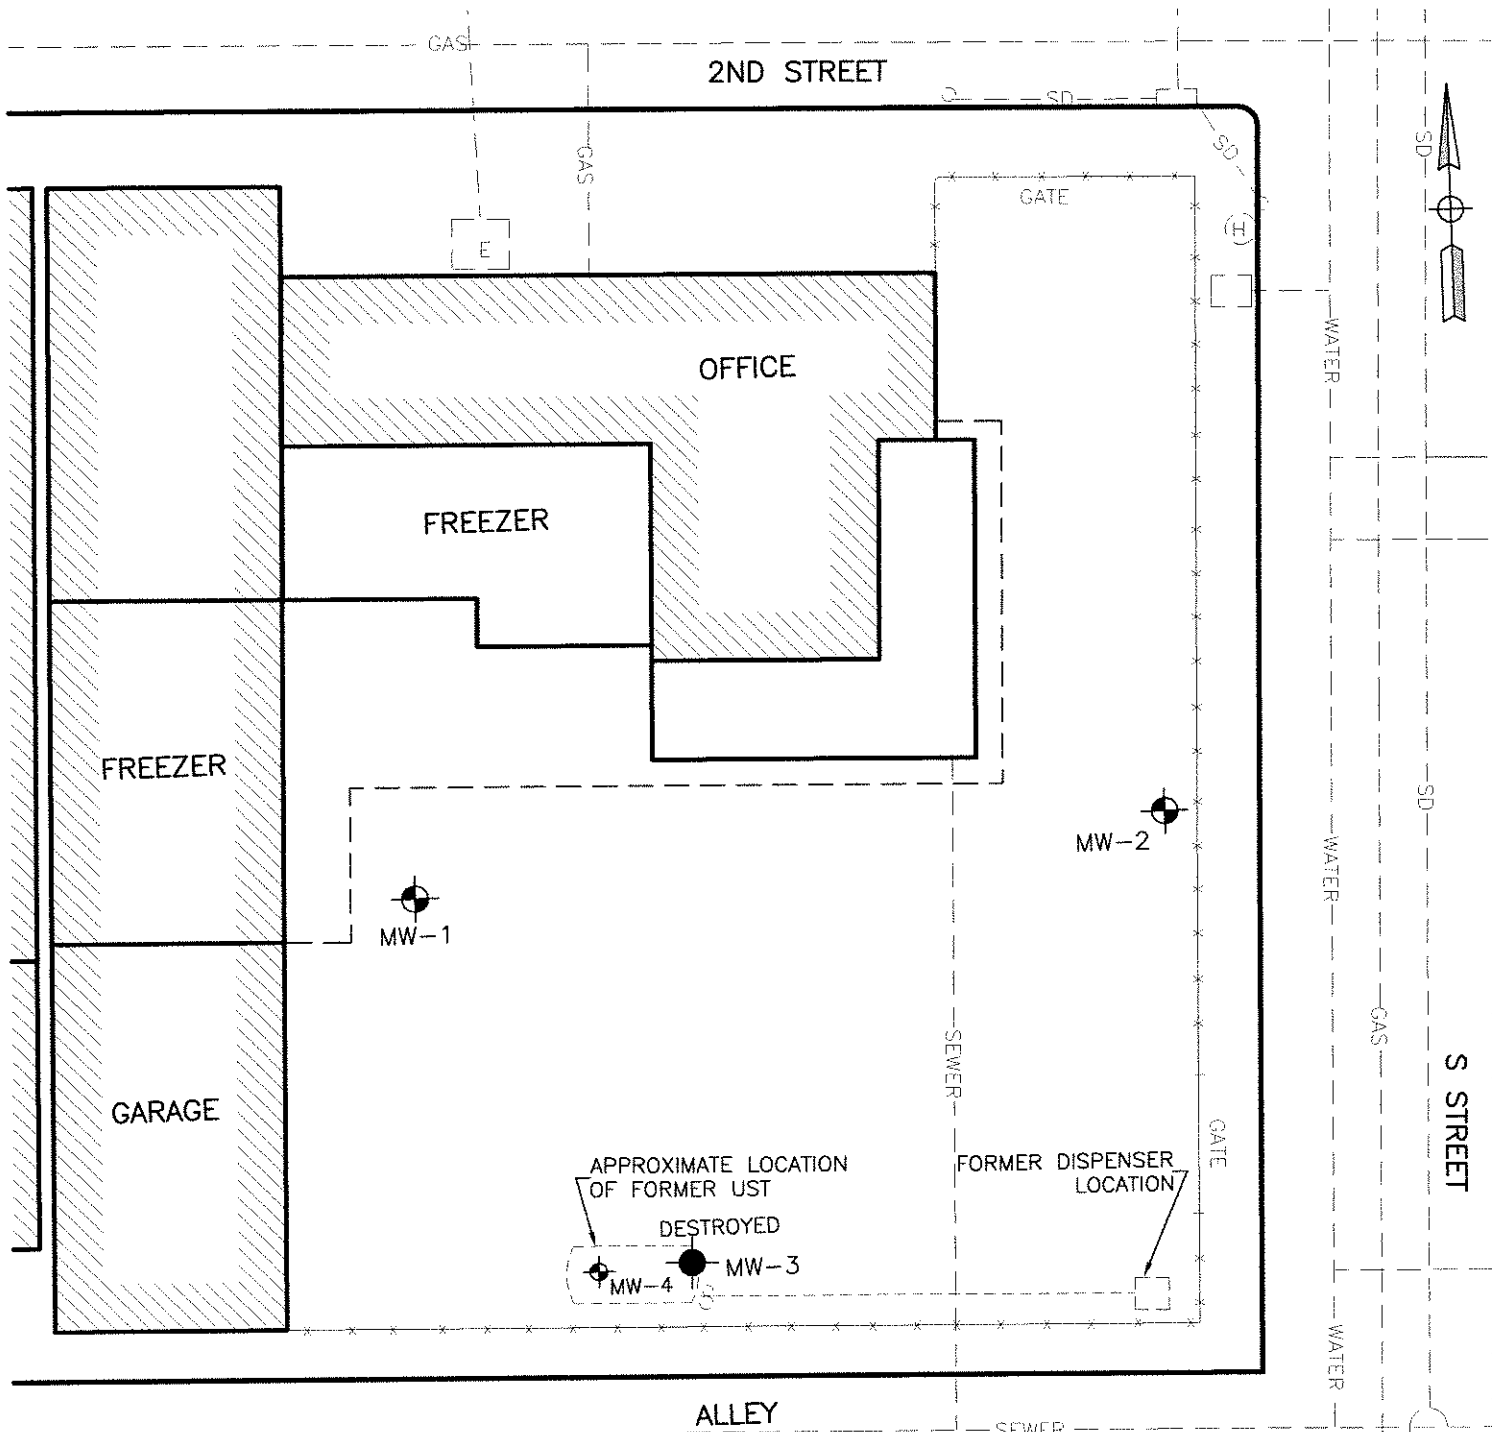 GAS
2ND STREET
SD
SD
SD
GAS
GATE
H
E
WATER
OFFICE
FREEZER
FREEZER
SD
MW-2
WATER
MW-1
GAS
SEWER
S STREET
GARAGE
GATE
APPROXIMATE LOCATION
OF FORMER UST
FORMER DISPENSER
LOCATION
DESTROYED
MW-3
MW-4
WATER
ALLEY
SEWER